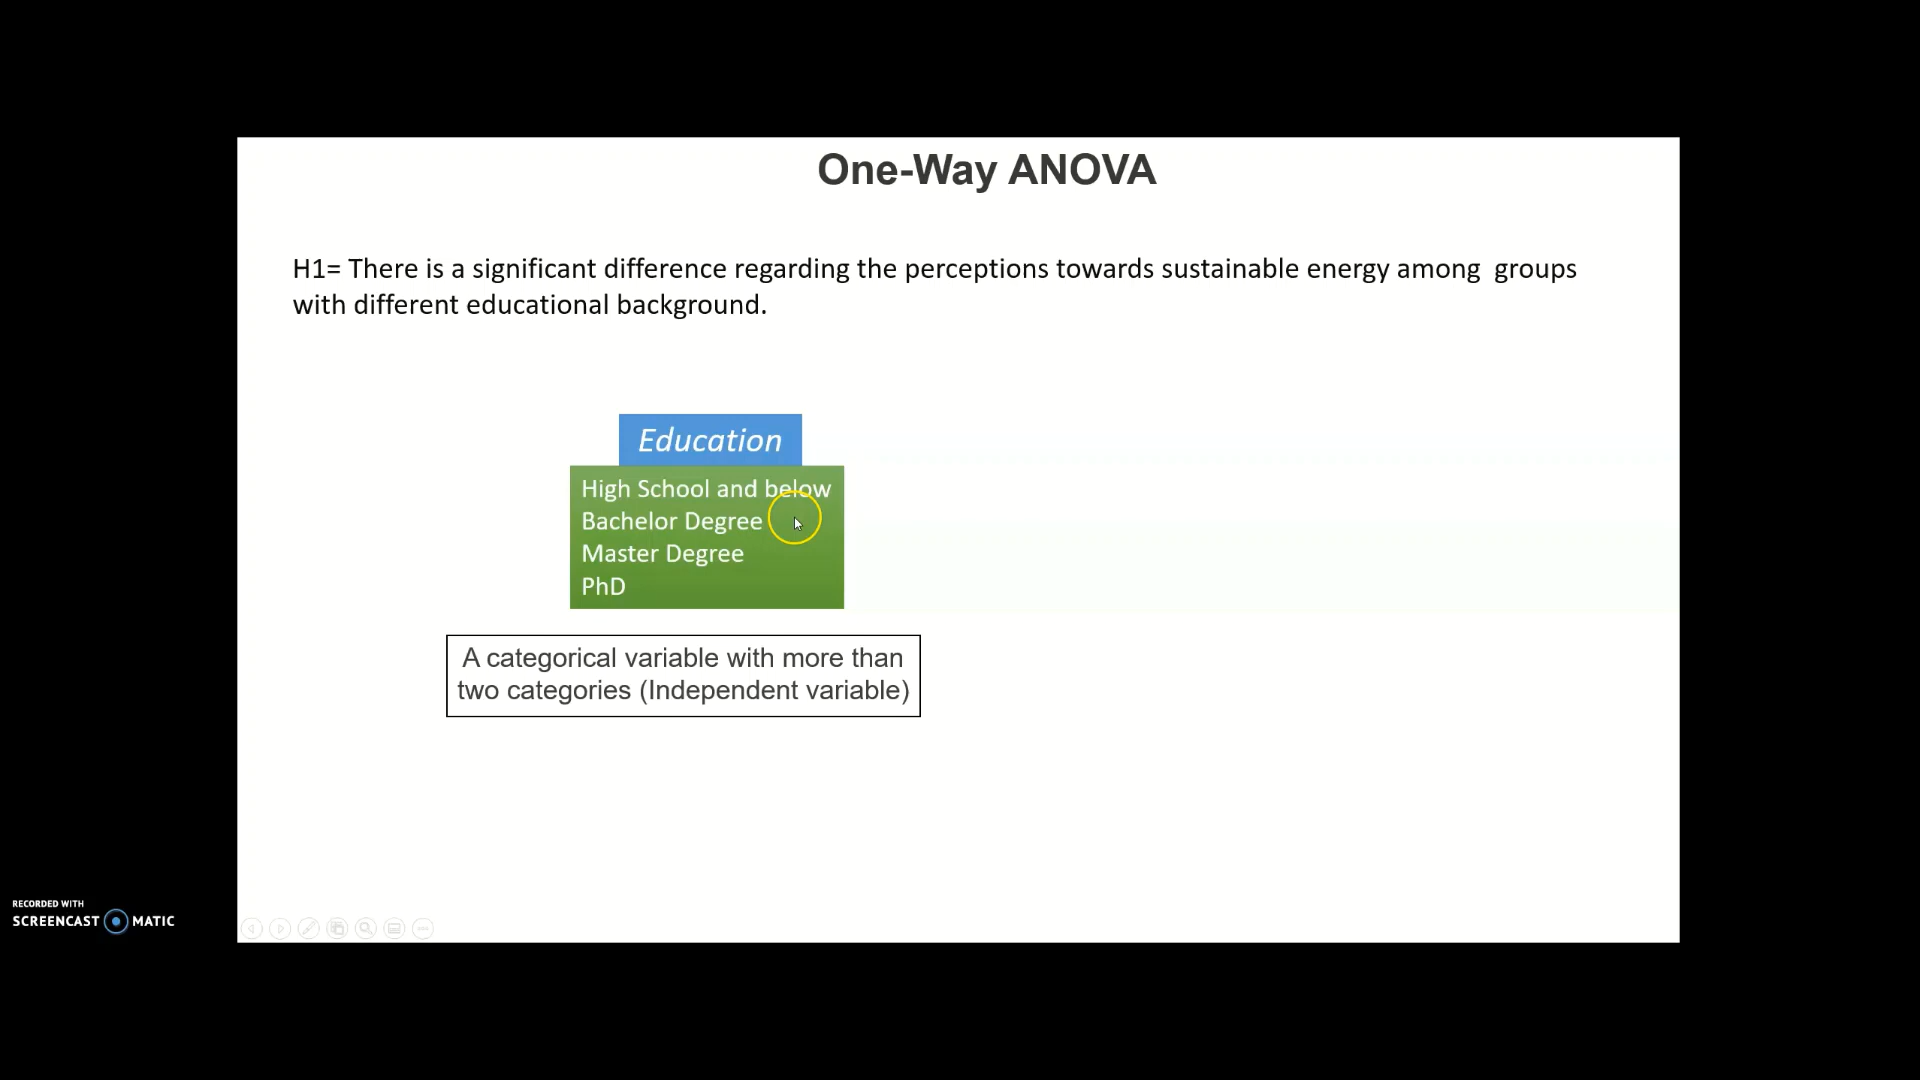 One-Way ANOVA
H1= There is a significant difference regarding the perceptions towards sustainable energy among groups
with different educational background.
Education
High School and below
Bachelor Degree
Master Degree
PhD
A categorical variable with more than
two categories (Independent variable)
RECORDED WITH
SCREENCAST MATIC